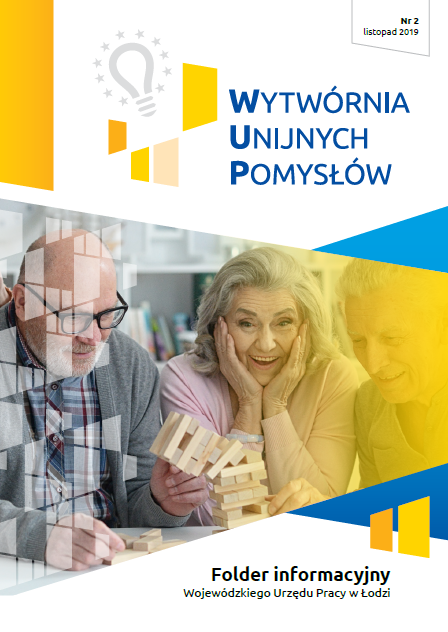 Nr 2
listopad 2019
WYTWÓRNIA
UNIJNYCH
POMYSŁÓW
Folder informacyjny
Wojewódzkiego Urzędu Pracy w Łodzi